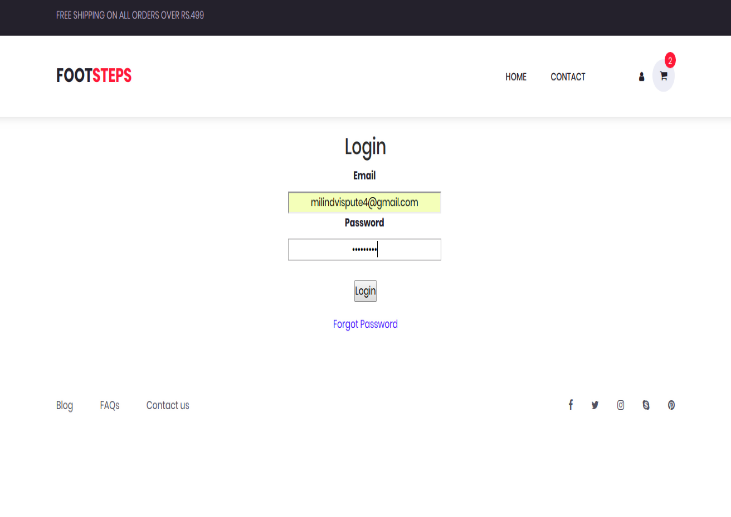 FREE SHIPPING ON ALL ORDERS OVER RS.499
FOOTSTEPS
HOME CONTACT
2
Login
Email
milindvispute4@gmail.com
Password
•••••••••
Login
Forgot Password
Blog FAQs Contact us